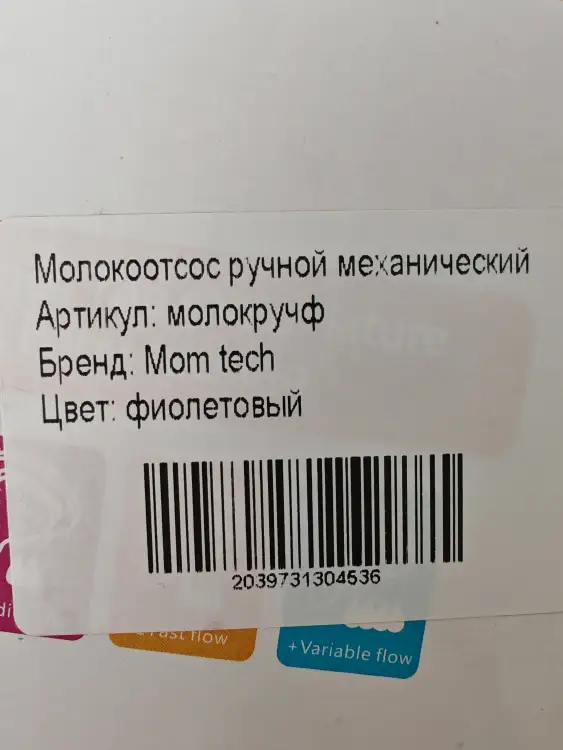 Молокоотсос ручной механический
Артикул: молокручф
Бренд: Mom tech
Цвет: фиолетовый
2039731304536
Fast flow
+ Variable flow